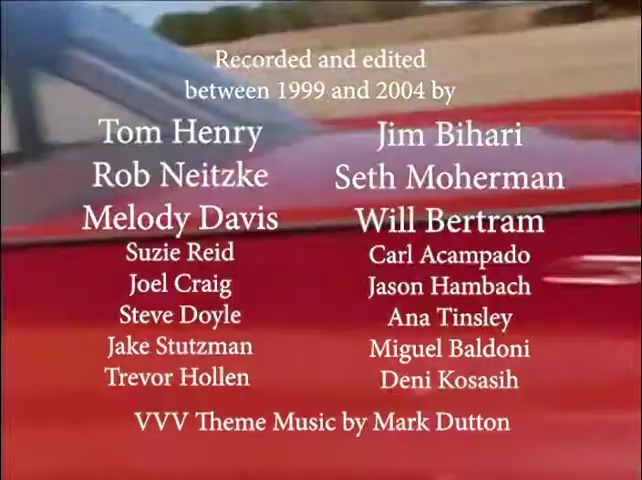 Recorded and edited
between 1999 and 2004 by
Tom Henry
Rob Neitzke
Melody Davis
Suzie Reid
Joel Craig
Steve Doyle
Jake Stutzman
Trevor Hollen
Jim Bihari
Seth Moherman
Will Bertram
Carl Acampado
Jason Hambach
Ana Tinsley
Miguel Baldoni
Deni Kosasih
VVV Theme Music by Mark Dutton